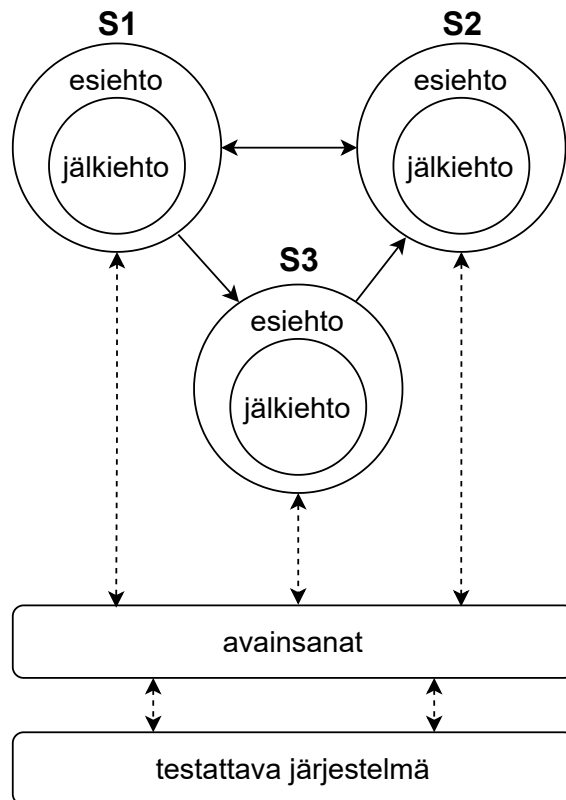 S1
S2
esiehto
esiehto
jälkiehto
jälkiehto
S3
esiehto
jälkiehto
avainsanat
testattava järjestelmä